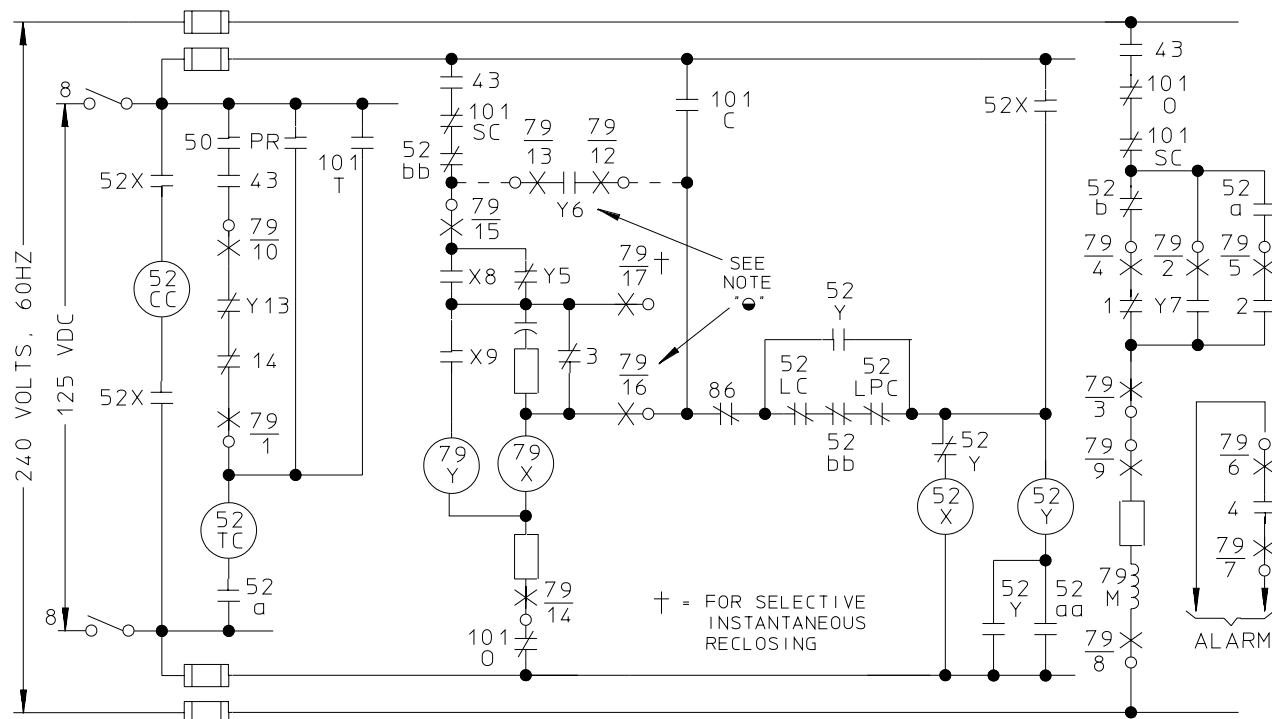 240 VOLTS, 60HZ
125 VDC
8
8
52X
52
CC
52X
50
43
79
10
Y13
14
79
1
52
TC
52
a
PR
101
T
43
101
SC
52
bb
79
13
79
12
Y6
79
15
X8
Y5
79
17 †
X9
3
79
16
79
Y
79
X
79
14
101
O
SEE
NOTE
"◒"
101
C
86
52
Y
52
LC
52
bb
52
LPC
52X
52
Y
52
X
52
Y
52
Y
52
aa
† = FOR SELECTIVE
INSTANTANEOUS
RECLOSING
43
101
O
101
SC
52
b
79
4
1
79
2
Y7
52
a
79
5
2
79
3
79
9
79
M
79
8
79
6
4
79
7
ALARM